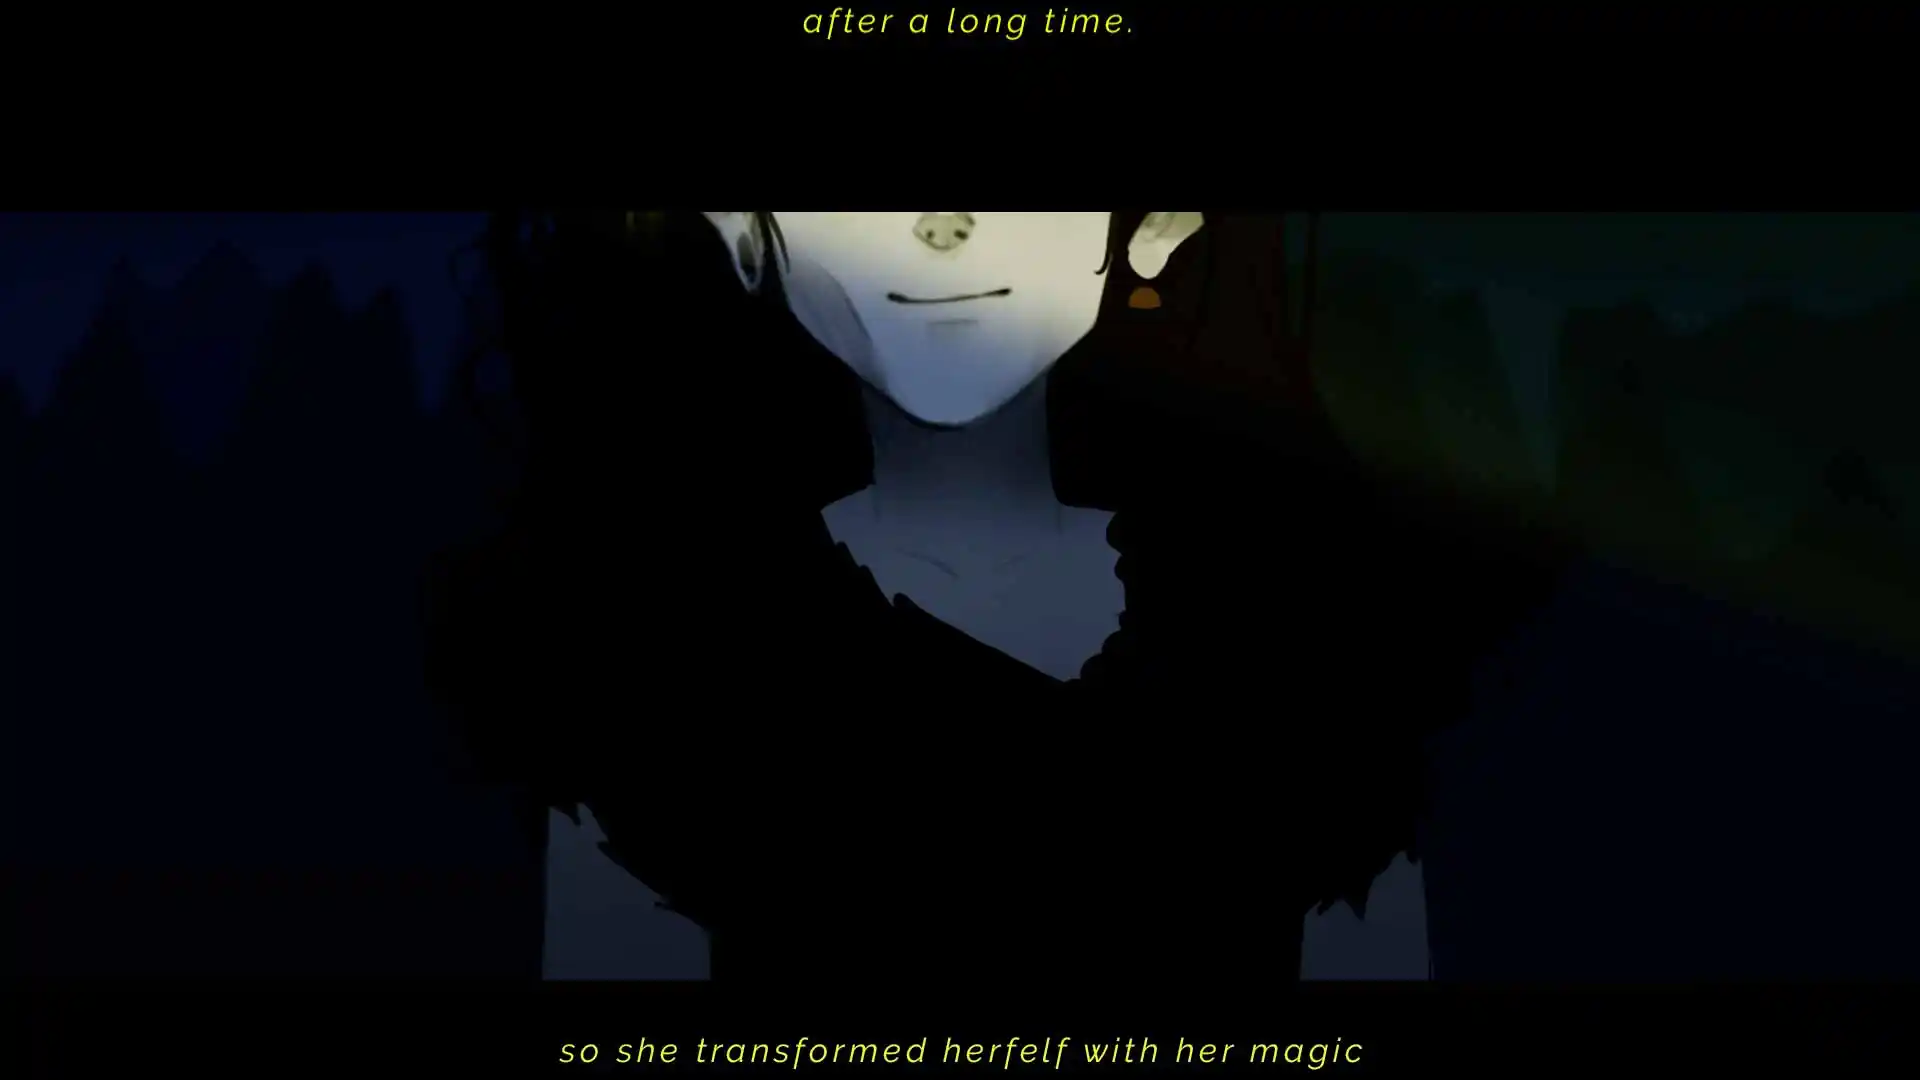 after a long time.
so she transformed herfelf with her magic